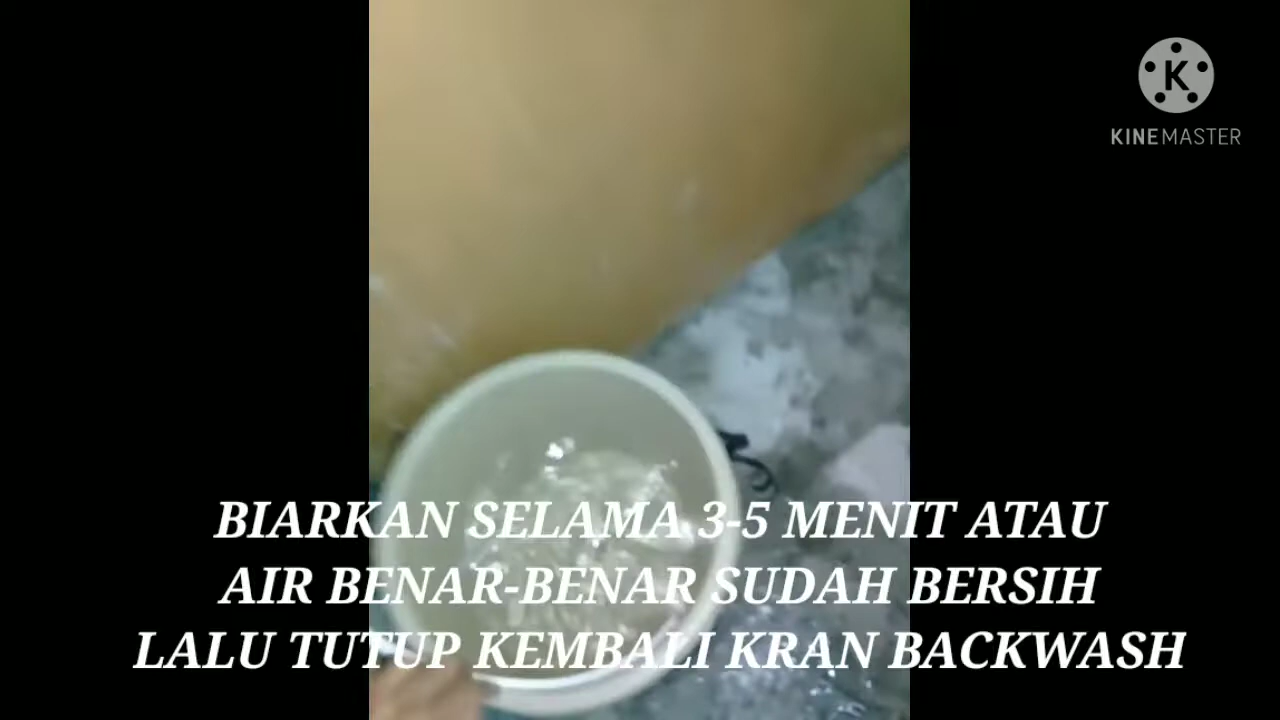 K
KINEMASTER
BIARKAN SELAMA 3-5 MENIT ATAU
AIR BENAR-BENAR SUDAH BERSIH
LALU TUTUP KEMBALI KRAN BACKWASH